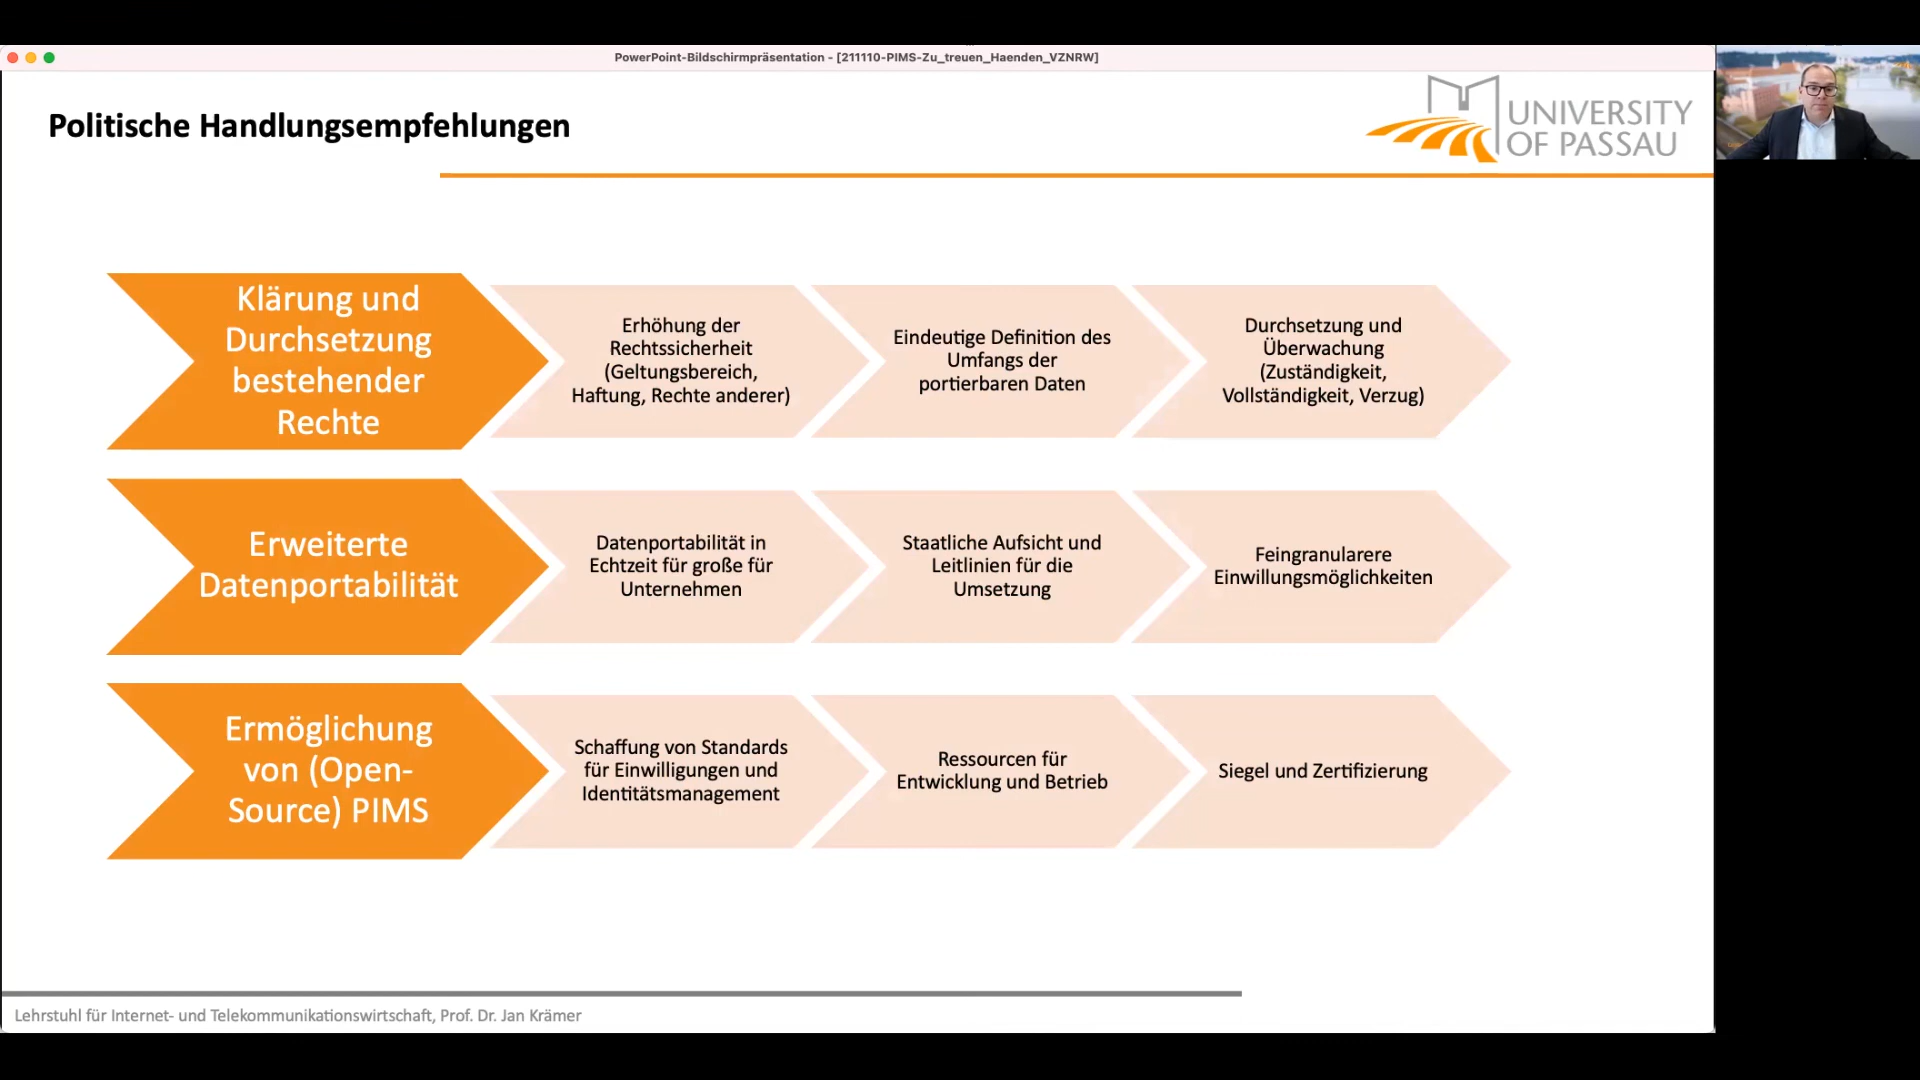 PowerPoint-Bildschirmpräsentation - [211110-PIMS-Zu_treuen_Haenden_VZNRW]
Politische Handlungsempfehlungen
UNIVERSITY
OF PASSAU
Klärung und
Durchsetzung
bestehender
Rechte
Erhöhung der
Rechtssicherheit
(Geltungsbereich,
Haftung, Rechte anderer)
Eindeutige Definition des
Umfangs der
portierbaren Daten
Durchsetzung und
Überwachung
(Zuständigkeit,
Vollständigkeit, Verzug)
Erweiterte
Datenportabilität
Datenportabilität in
Echtzeit für große für
Unternehmen
Staatliche Aufsicht und
Leitlinien für die
Umsetzung
Feingranularere
Einwillungsmöglichkeiten
Ermöglichung
von (Open-
Source) PIMS
Schaffung von Standards
für Einwilligungen und
Identitätsmanagement
Ressourcen für
Entwicklung und Betrieb
Siegel und Zertifizierung
Lehrstuhl für Internet- und Telekommunikationswirtschaft, Prof. Dr. Jan Krämer